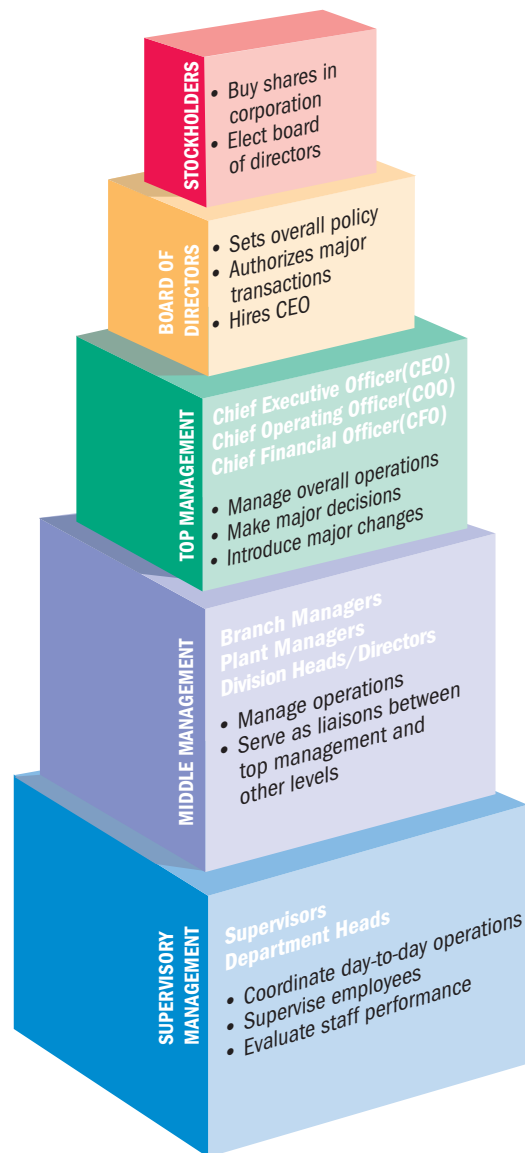 STOCKHOLDERS
• Buy shares in
corporation
• Elect board
of directors
BOARD OF
DIRECTORS
• Sets overall policy
• Authorizes major
transactions
• Hires CEO
TOP MANAGEMENT
Chief Executive Officer(CEO)
Chief Operating Officer(COO)
Chief Financial Officer(CFO)
• Manage overall operations
• Make major decisions
• Introduce major changes
MIDDLE MANAGEMENT
Branch Managers
Plant Managers
Division Heads/Directors
• Manage operations
• Serve as liaisons between
top management and
other levels
SUPERVISORY
MANAGEMENT
Supervisors
Department Heads
• Coordinate day-to-day operations
• Supervise employees
• Evaluate staff performance